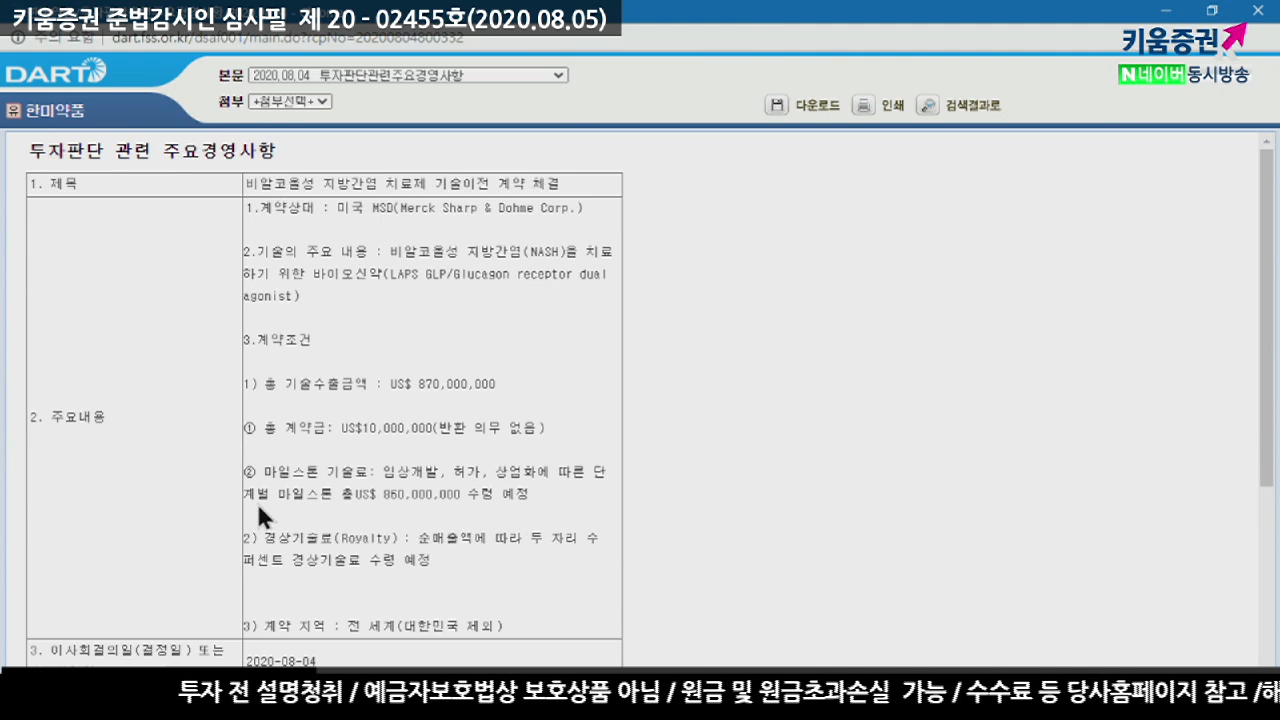 키움증권 준법감시인 심사필 제 20 - 02455호(2020.08.05)
주의 요함 | dart.fss.or.kr/dsaf001/main.do?rcpNo=20200804800332
키움증권
N네이버동시방송
DART
본문 2020.08.04 투자판단관련주요경영사항
첨부 +첨부선택+
다운로드 인쇄 검색결과로
유 한미약품
투자판단 관련 주요경영사항
1. 제목
비알코올성 지방간염 치료제 기술이전 계약 체결
2. 주요내용
1.계약상대 : 미국 MSD(Merck Sharp & Dohme Corp.)
2.기술의 주요 내용 : 비알코올성 지방간염(NASH)을 치료
하기 위한 바이오신약(LAPS GLP/Glucagon receptor dual
agonist)
3.계약조건
1) 총 기술수출금액 : US$ 870,000,000
① 총 계약금: US$10,000,000(반환 의무 없음)
② 마일스톤 기술료: 임상개발, 허가, 상업화에 따른 단
계별 마일스톤 총US$ 860,000,000 수령 예정
2) 경상기술료(Royalty) : 순매출액에 따라 두 자리 수
퍼센트 경상기술료 수령 예정
3) 계약 지역 : 전 세계(대한민국 제외)
3. 이사회결의일(결정일) 또는
2020-08-04
투자 전 설명청취 / 예금자보호법상 보호상품 아님 / 원금 및 원금초과손실 가능 / 수수료 등 당사홈페이지 참고 /해